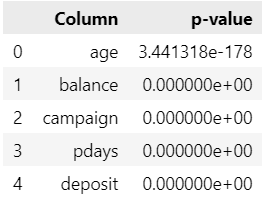 Column p-value
0 age 3.441318e-178
1 balance 0.000000e+00
2 campaign 0.000000e+00
3 pdays 0.000000e+00
4 deposit 0.000000e+00